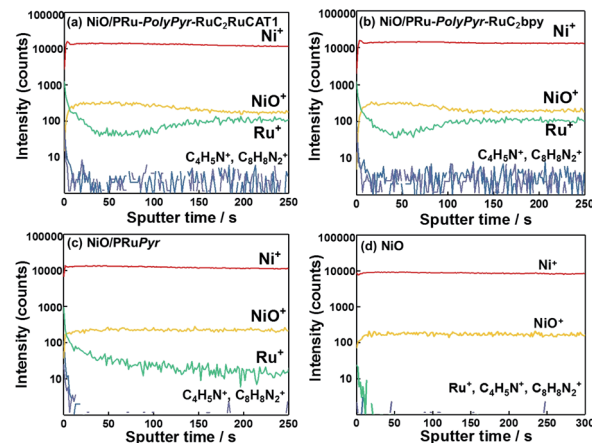 (a) NiO/PRu-PolyPyr-RuC₂RuCAT1
Intensity (counts)
100000
10000
1000
100
10
Ni⁺
NiO⁺
Ru⁺
C₄H₅N⁺, C₈H₈N₂⁺
0 50 100 150 200 250
Sputter time / s
(b) NiO/PRu-PolyPyr-RuC₂bpy
Intensity (counts)
100000
10000
1000
100
10
Ni⁺
NiO⁺
Ru⁺
C₄H₅N⁺, C₈H₈N₂⁺
0 50 100 150 200 250
Sputter time / s
(c) NiO/PRuPyr
Intensity (counts)
100000
10000
1000
100
10
Ni⁺
NiO⁺
Ru⁺
C₄H₅N⁺, C₈H₈N₂⁺
0 50 100 150 200 250
Sputter time / s
(d) NiO
Intensity (counts)
100000
10000
1000
100
10
Ni⁺
NiO⁺
Ru⁺, C₄H₅N⁺, C₈H₈N₂⁺
0 50 100 150 200 250 300
Sputter time / s